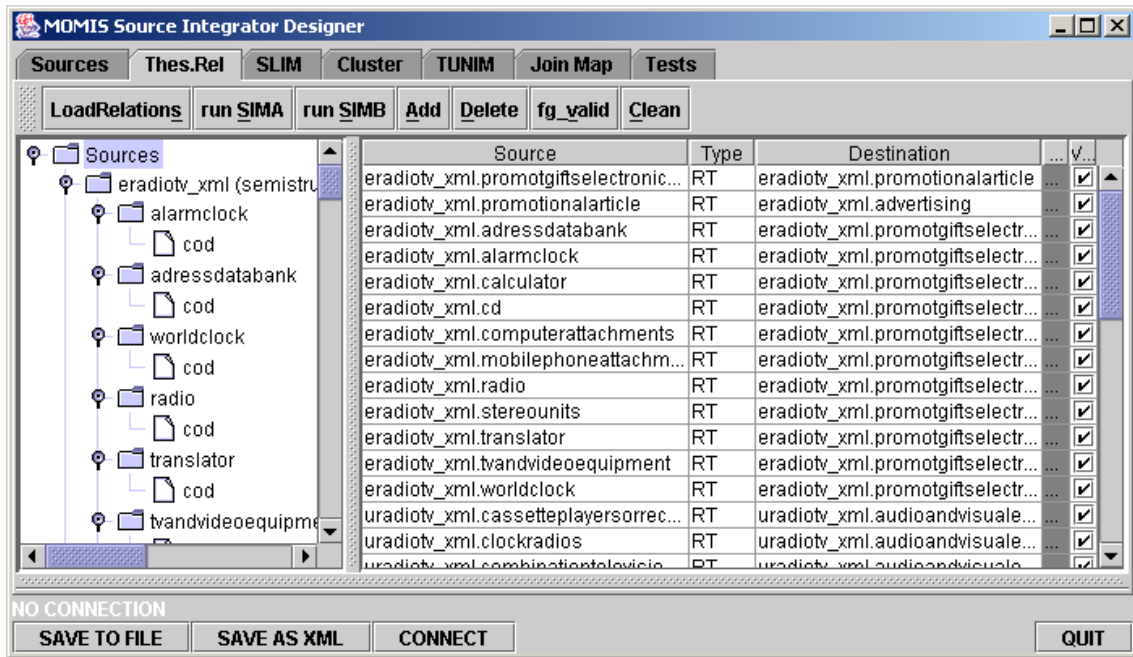 MOMIS Source Integrator Designer
Sources Thes.Rel SLIM Cluster TUNIM Join Map Tests
LoadRelations run SIMA run SIMB Add Delete fg_valid Clean
Sources
eradiotv_xml (semistru
alarmclock
cod
adressdatabank
cod
worldclock
cod
radio
cod
translator
cod
tvandvideoequipme
Source Type Destination ... V...
eradiotv_xml.promotgiftselectronic... RT eradiotv_xml.promotionalarticle ...
eradiotv_xml.promotionalarticle RT eradiotv_xml.advertising ...
eradiotv_xml.adressdatabank RT eradiotv_xml.promotgiftselectr... ...
eradiotv_xml.alarmclock RT eradiotv_xml.promotgiftselectr... ...
eradiotv_xml.calculator RT eradiotv_xml.promotgiftselectr... ...
eradiotv_xml.cd RT eradiotv_xml.promotgiftselectr... ...
eradiotv_xml.computerattachments RT eradiotv_xml.promotgiftselectr... ...
eradiotv_xml.mobilephoneattachm... RT eradiotv_xml.promotgiftselectr... ...
eradiotv_xml.radio RT eradiotv_xml.promotgiftselectr... ...
eradiotv_xml.stereounits RT eradiotv_xml.promotgiftselectr... ...
eradiotv_xml.translator RT eradiotv_xml.promotgiftselectr... ...
eradiotv_xml.tvandvideoequipment RT eradiotv_xml.promotgiftselectr... ...
eradiotv_xml.worldclock RT eradiotv_xml.promotgiftselectr... ...
uradiotv_xml.cassetteplayersorrec... RT uradiotv_xml.audioandvisuale... ...
uradiotv_xml.clockradios RT uradiotv_xml.audioandvisuale... ...
uradiotv_xml.combinationtelevisio... RT uradiotv_xml.audioandvisuale... ...
NO CONNECTION
SAVE TO FILE SAVE AS XML CONNECT QUIT